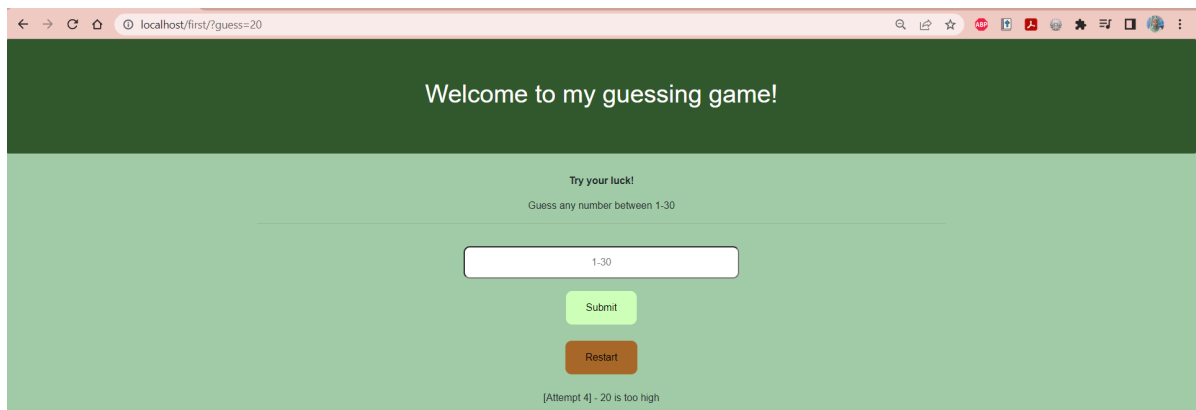 localhost/first/?guess=20
ABP
Welcome to my guessing game!
Try your luck!
Guess any number between 1-30
1-30
Submit
Restart
[Attempt 4] - 20 is too high